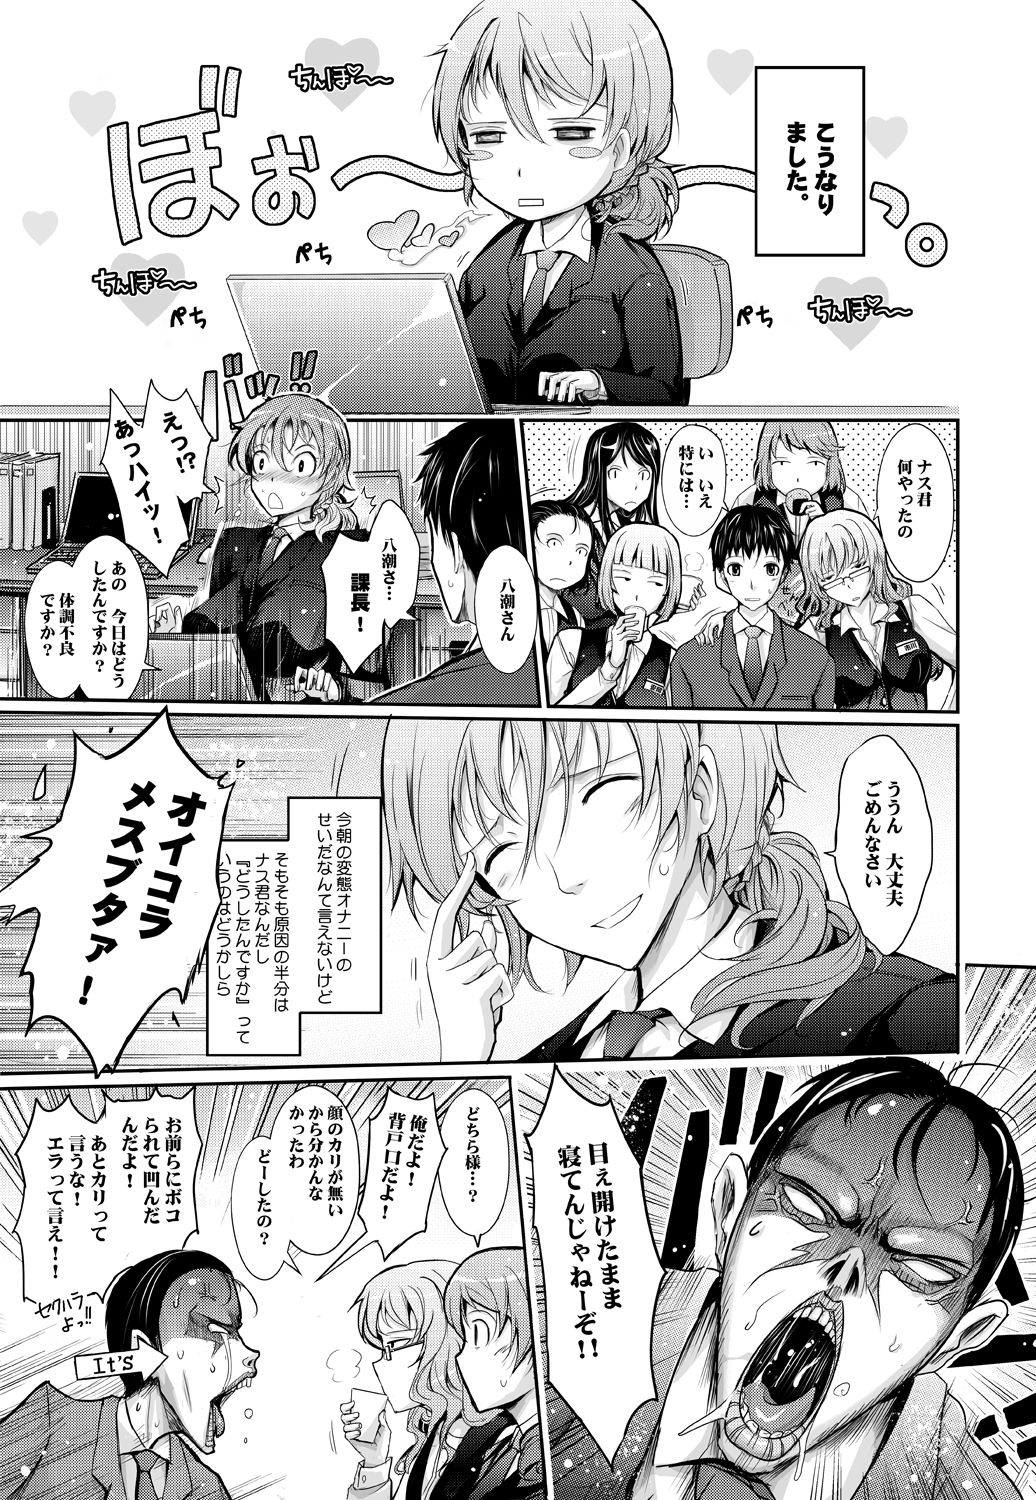 こうなり
ました。
ぼぉ～っ。
ちんぽ♡～～
ちんぽ♡～～
ちんぽ♡～～
ぺち
ぺち
ぺち
ナス君
何やったの
い いえ
特には…
八潮さん
八潮さ…
課長！
バッ!!
えっ!?
あっハイッ！
あの 今日はどう
したんですか？
体調不良
ですか？
ううん 大丈夫
ごめんなさい
今朝の変態オナニーの
せいだなんて言えないけど
そもそも原因の半分は
ナス君なんだし
『どうしたんですか』って
いうのはどうかしら
オイコラ
メスブタァ！
目ぇ開けたまま
寝てんじゃねーぞ!!
どちら様…？
俺だよ！
背戸口だよ！
顔のカリが無い
から分かんな
かったわ
どーしたの？
お前らにボコ
られて凹んだ
んだよ！
あとカリって
言うな！
エラって言え！！
セクハラ
よっ!!
It's